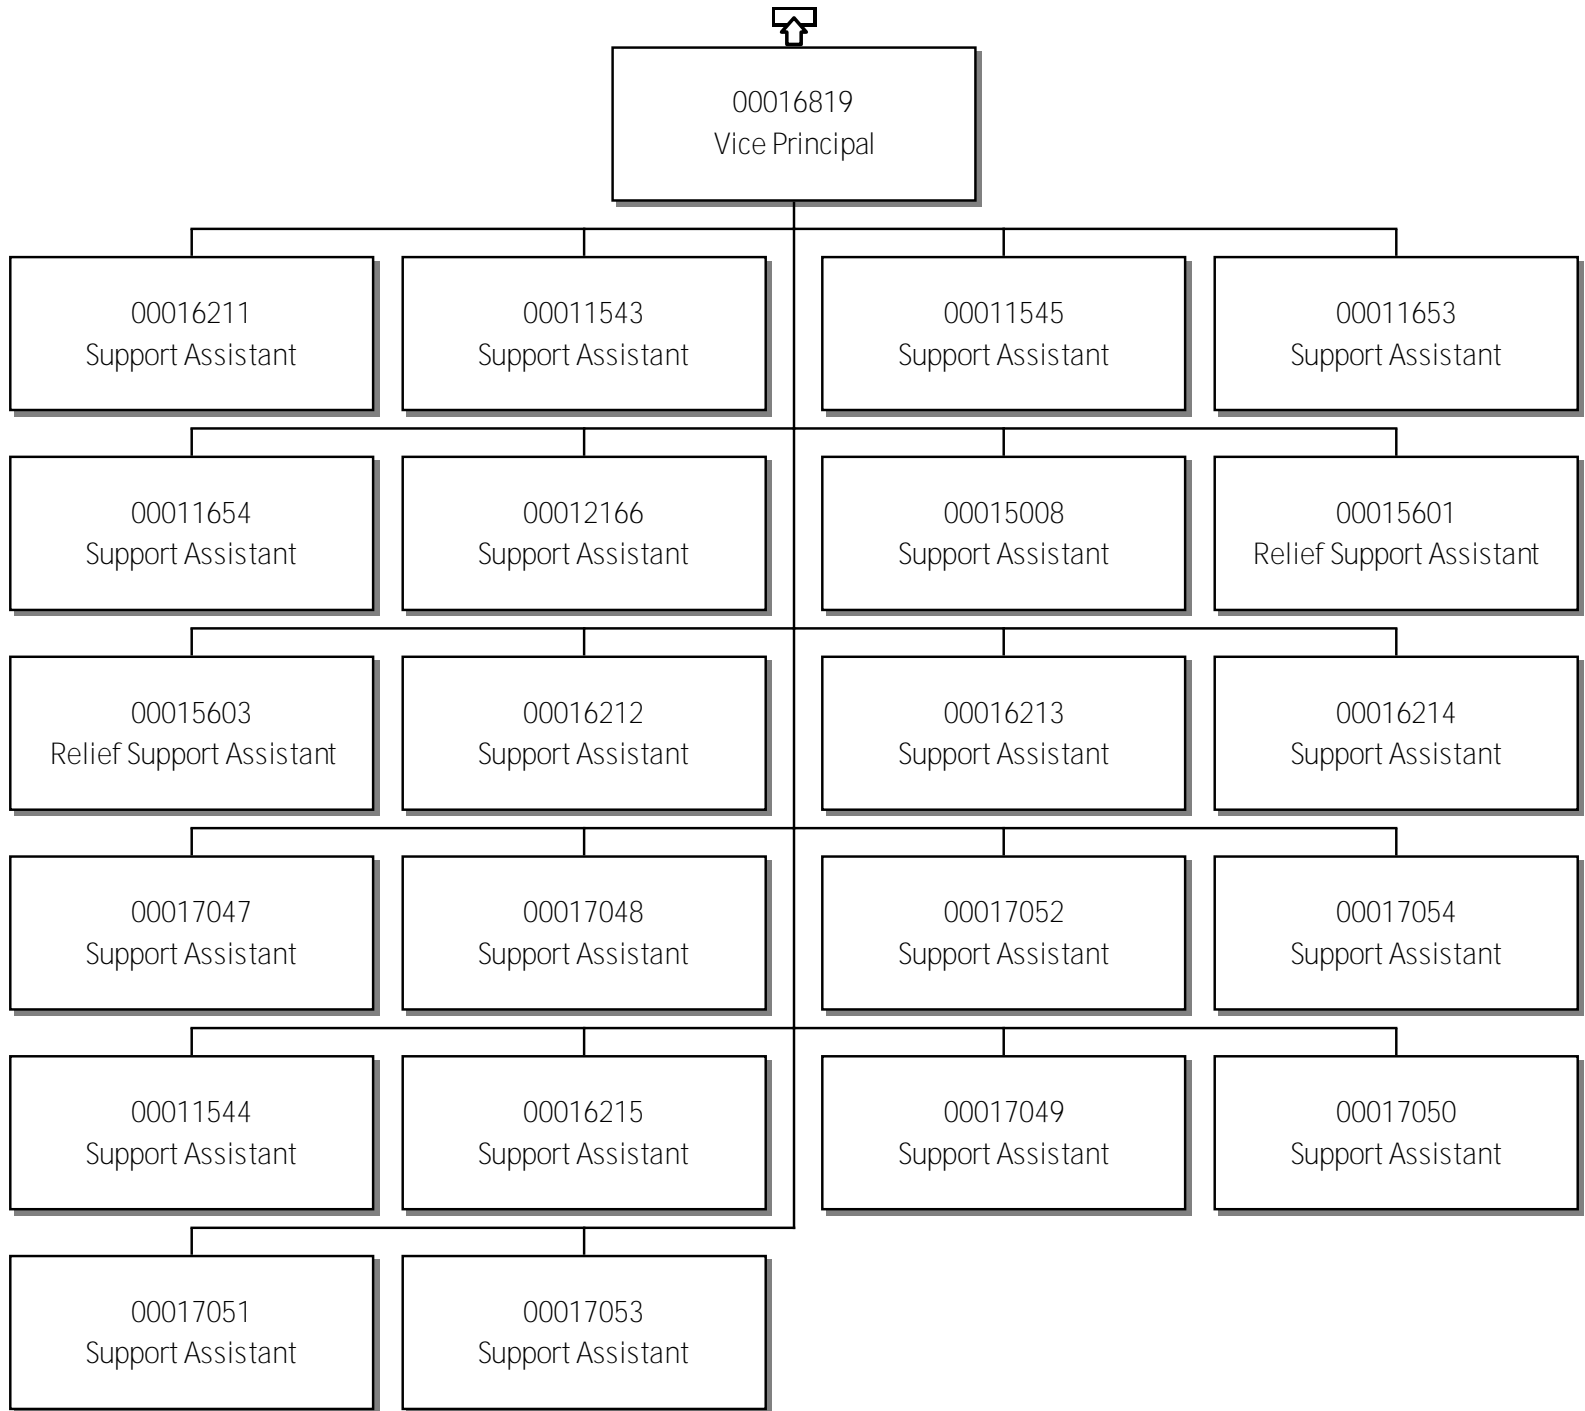 00016819
Vice Principal
00016211
Support Assistant
00011543
Support Assistant
00011545
Support Assistant
00011653
Support Assistant
00011654
Support Assistant
00012166
Support Assistant
00015008
Support Assistant
00015601
Relief Support Assistant
00015603
Relief Support Assistant
00016212
Support Assistant
00016213
Support Assistant
00016214
Support Assistant
00017047
Support Assistant
00017048
Support Assistant
00017052
Support Assistant
00017054
Support Assistant
00011544
Support Assistant
00016215
Support Assistant
00017049
Support Assistant
00017050
Support Assistant
00017051
Support Assistant
00017053
Support Assistant